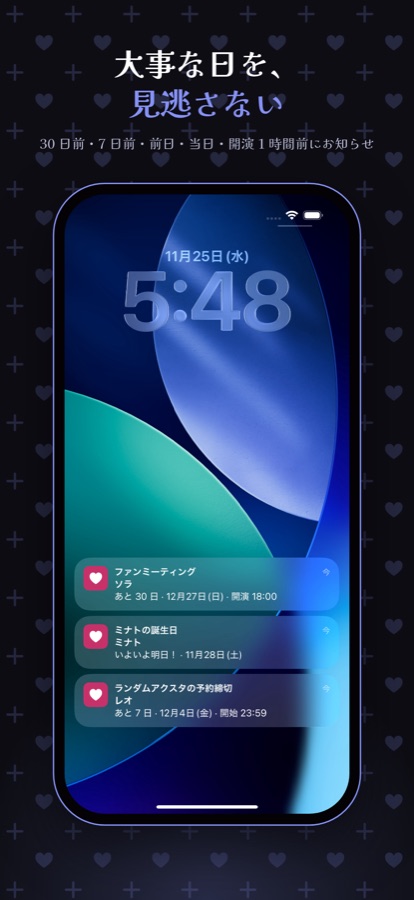 大事な日を、
見逃さない
30 日前・7 日前・前日・当日・開演 1 時間前にお知らせ
11月25日(水)
5:48
ファンミーティング
ソラ
あと 30 日 · 12月27日(日) · 開演 18:00
ミナトの誕生日
ミナト
いよいよ明日！ · 11月28日(土)
ランダムアクスタの予約締切
レオ
あと 7 日 · 12月4日(金) · 開始 23:59